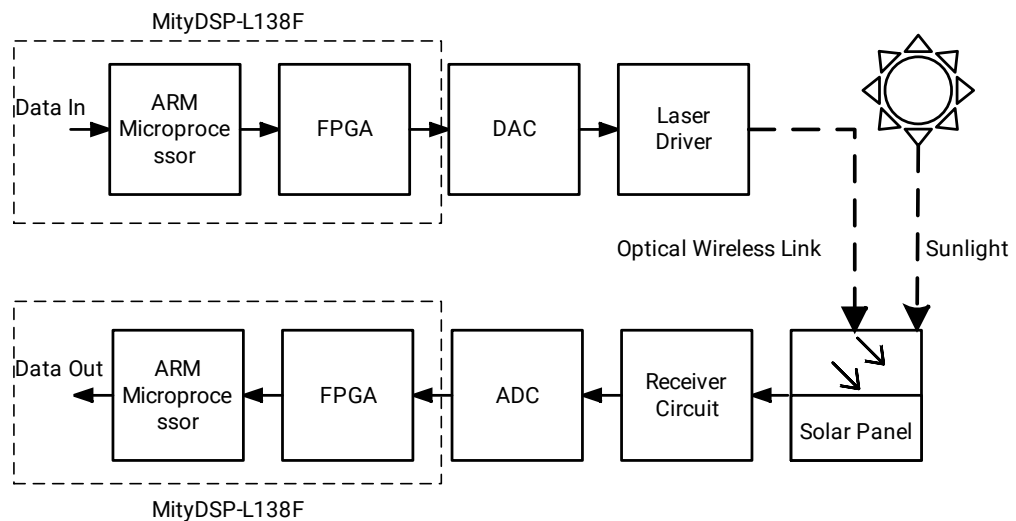 MityDSP-L138F
Data In
ARM
Microproce
ssor
FPGA
DAC
Laser
Driver
Optical Wireless Link
Sunlight
Data Out
ARM
Microproce
ssor
FPGA
ADC
Receiver
Circuit
Solar Panel
MityDSP-L138F